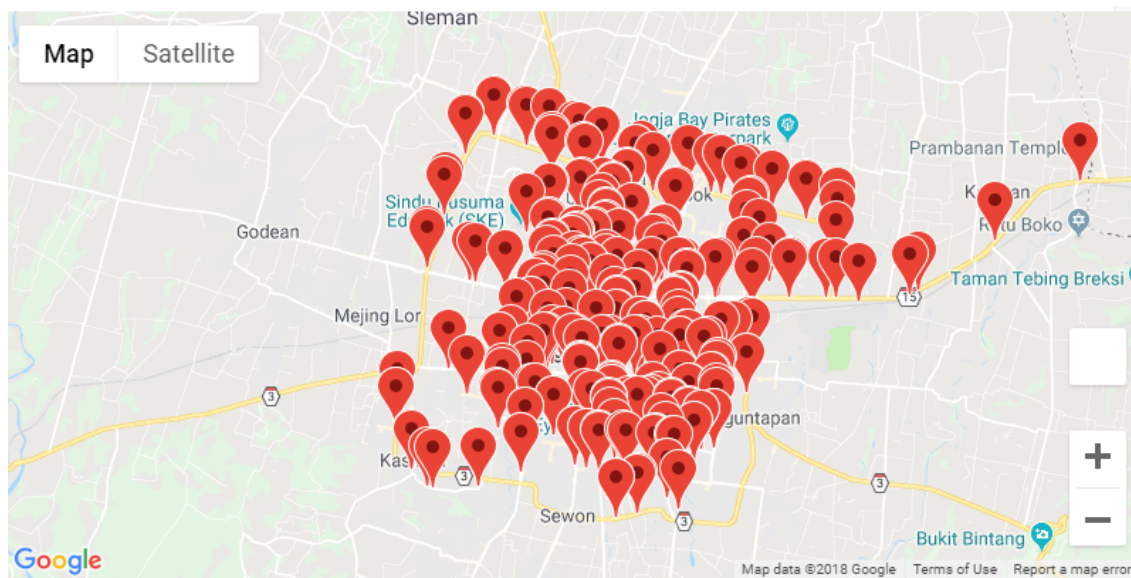 Sleman
Map
Satellite
Jogja Bay Pirates
Prambanan Temple
Sindu Kusuma
Edupark (SKE)
Ratu Boko
Godean
Taman Tebing Breksi
15
Mejing Lor
3
guntapan
3
3
Sewon
3
Bukit Bintang
Google
Map data ©2018 Google
Terms of Use
Report a map error